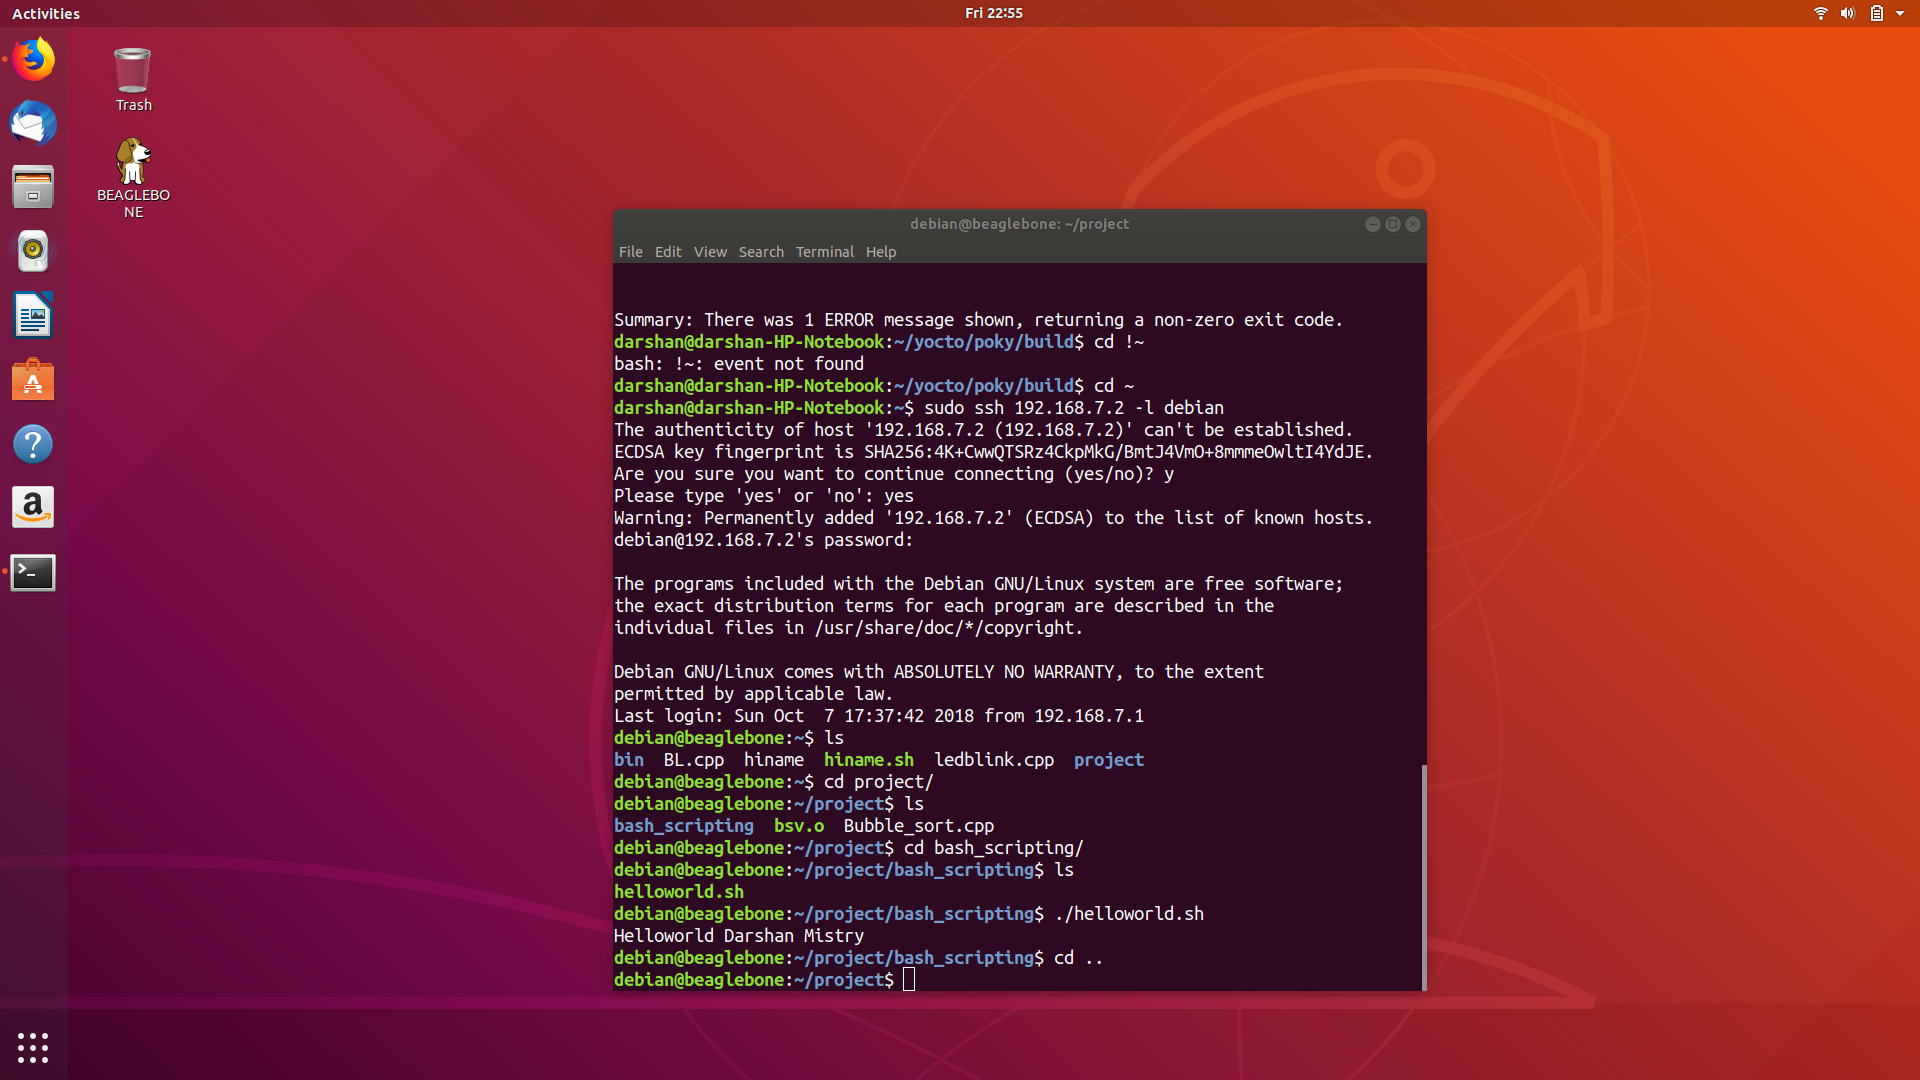 Activities
Fri 22:55
Trash
BEAGLEBO
NE
debian@beaglebone: ~/project
File Edit View Search Terminal Help
Summary: There was 1 ERROR message shown, returning a non-zero exit code.
darshan@darshan-HP-Notebook:~/yocto/poky/build$ cd !~
bash: !~: event not found
darshan@darshan-HP-Notebook:~/yocto/poky/build$ cd ~
darshan@darshan-HP-Notebook:~$ sudo ssh 192.168.7.2 -l debian
The authenticity of host '192.168.7.2 (192.168.7.2)' can't be established.
ECDSA key fingerprint is SHA256:4K+CwwQTSRz4CkpMkG/BmtJ4VmO+8mmmeOwltI4YdJE.
Are you sure you want to continue connecting (yes/no)? y
Please type 'yes' or 'no': yes
Warning: Permanently added '192.168.7.2' (ECDSA) to the list of known hosts.
debian@192.168.7.2's password:
The programs included with the Debian GNU/Linux system are free software;
the exact distribution terms for each program are described in the
individual files in /usr/share/doc/*/copyright.
Debian GNU/Linux comes with ABSOLUTELY NO WARRANTY, to the extent
permitted by applicable law.
Last login: Sun Oct  7 17:37:42 2018 from 192.168.7.1
debian@beaglebone:~$ ls
bin  BL.cpp  hiname  hiname.sh  ledblink.cpp  project
debian@beaglebone:~$ cd project/
debian@beaglebone:~/project$ ls
bash_scripting  bsv.o  Bubble_sort.cpp
debian@beaglebone:~/project$ cd bash_scripting/
debian@beaglebone:~/project/bash_scripting$ ls
helloworld.sh
debian@beaglebone:~/project/bash_scripting$ ./helloworld.sh
Helloworld Darshan Mistry
debian@beaglebone:~/project/bash_scripting$ cd ..
debian@beaglebone:~/project$